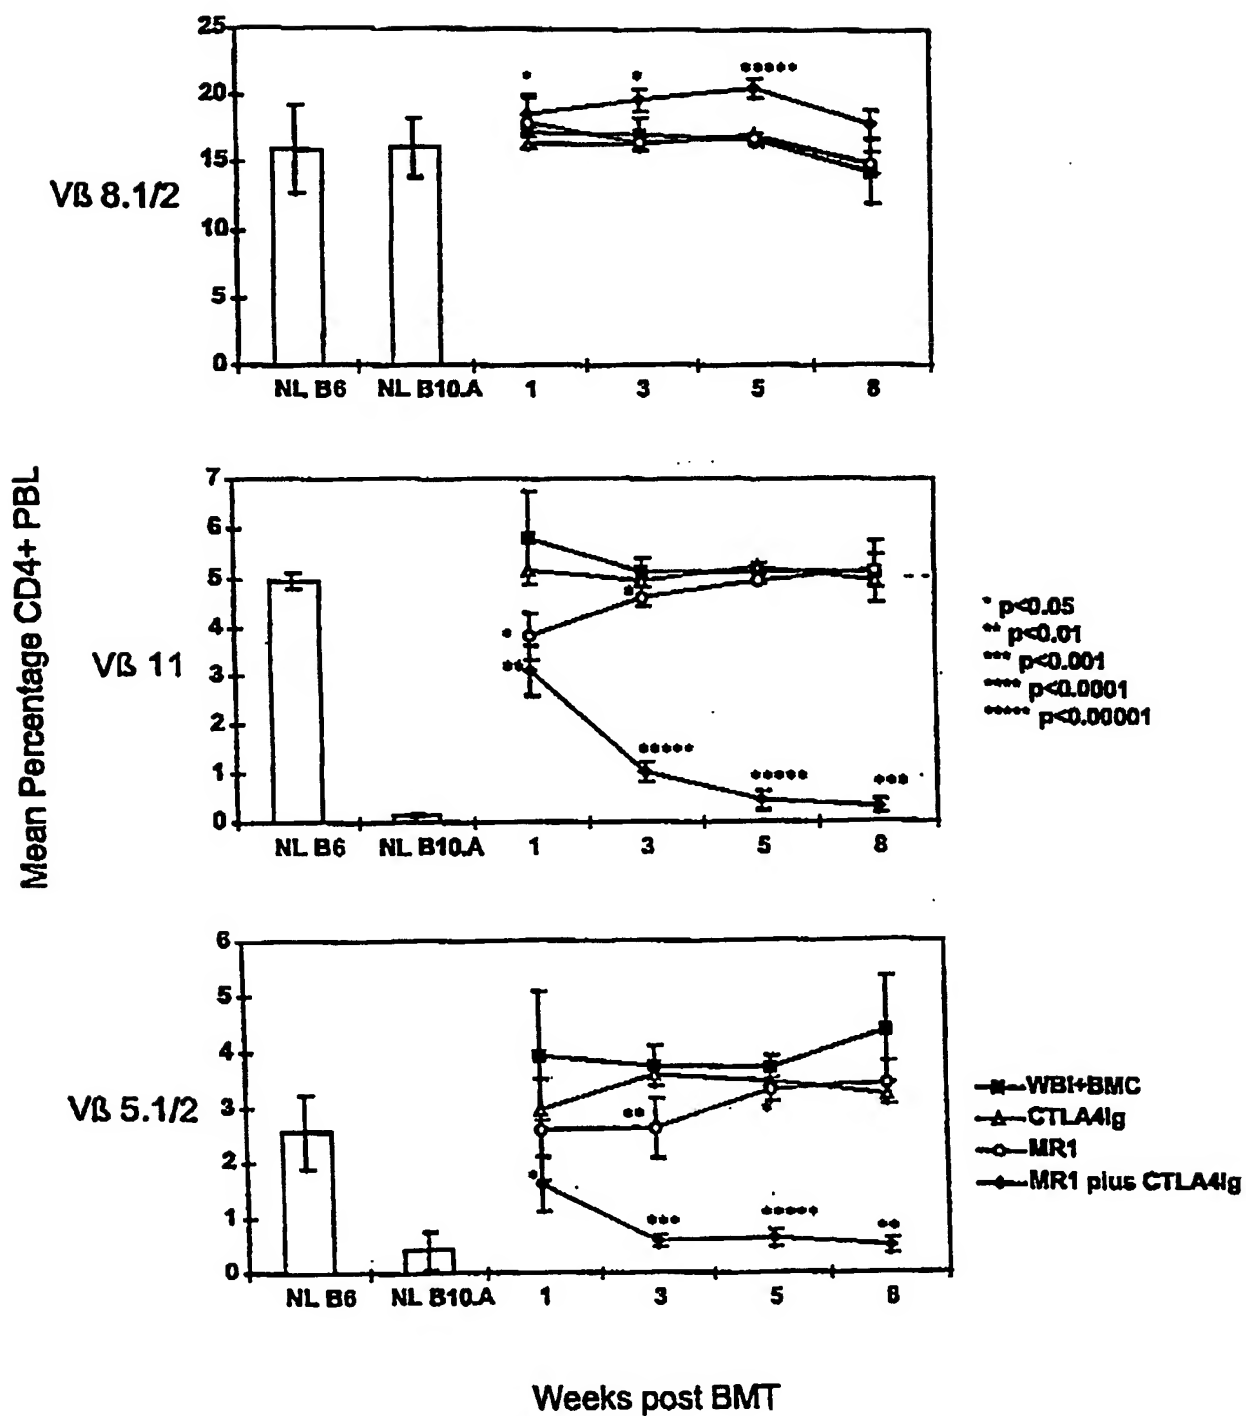 25
20
15
10
5
0
Vß 8.1/2
* * *****
NL B6 NL B10.A 1 3 5 8
Mean Percentage CD4+ PBL
7
6
5
4
3
2
1
0
Vß 11
*
*
**
*****
*****
***
NL B6 NL B10.A 1 3 5 8
* p<0.05
** p<0.01
*** p<0.001
**** p<0.0001
***** p<0.00001
6
5
4
3
2
1
0
Vß 5.1/2
**
*
*
***
*****
**
NL B6 NL B10.A 1 3 5 8
WBI+BMC
CTLA4Ig
MR1
MR1 plus CTLA4Ig
Weeks post BMT